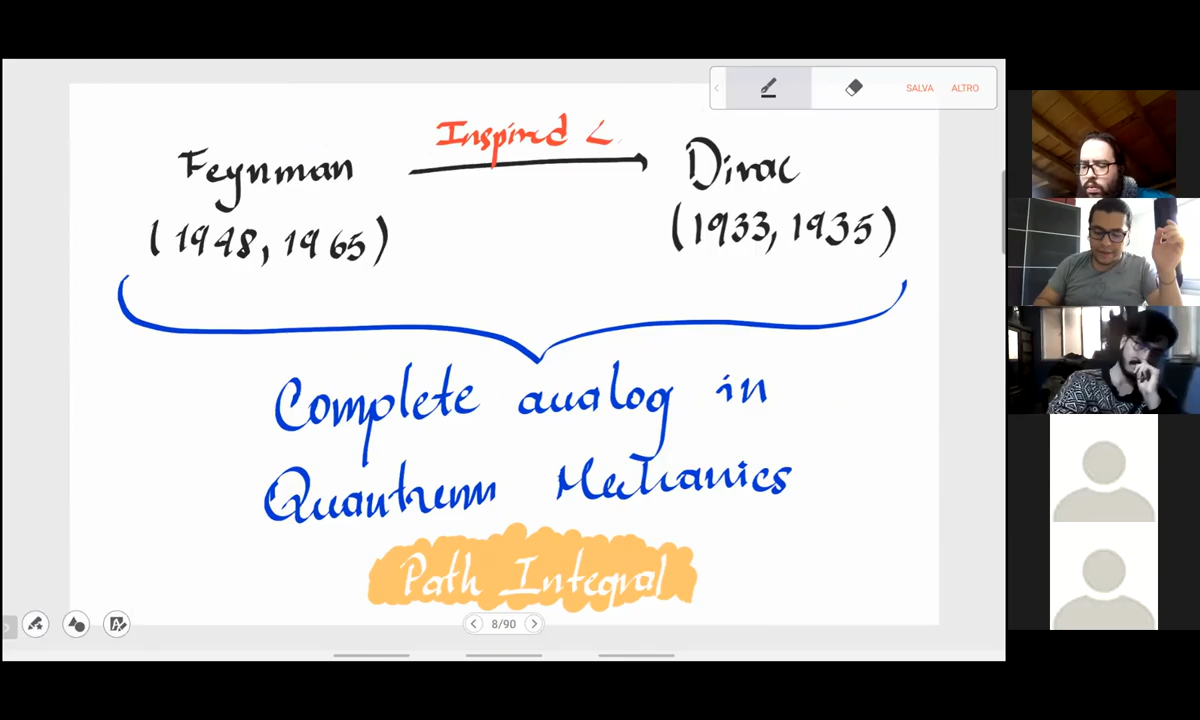 SALVA ALTRO
Inspired <
Feynman Dirac
(1948, 1965) (1933, 1935)
Complete analog in
Quantum Mechanics
Path Integral
8/90